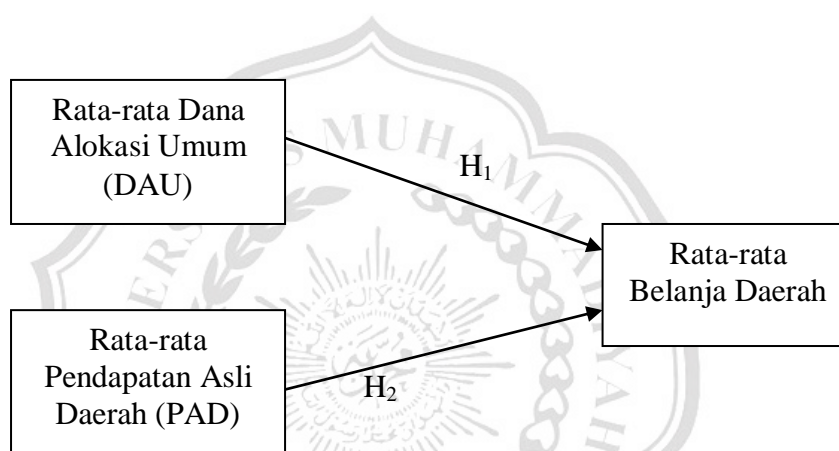 Rata-rata Dana
Alokasi Umum
(DAU)
H₁
Rata-rata
Belanja Daerah
Rata-rata
Pendapatan Asli
Daerah (PAD)
H₂